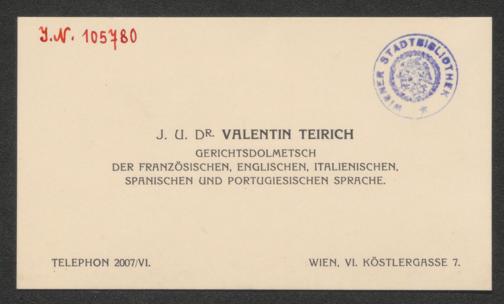 J.N. 105780
WIENER STADTBIBLIOTHEK
J. U. DR. VALENTIN TEIRICH
GERICHTSDOLMETSCH
DER FRANZÖSISCHEN, ENGLISCHEN, ITALIENISCHEN,
SPANISCHEN UND PORTUGIESISCHEN SPRACHE.
TELEPHON 2007/VI.
WIEN, VI. KÖSTLERGASSE 7.